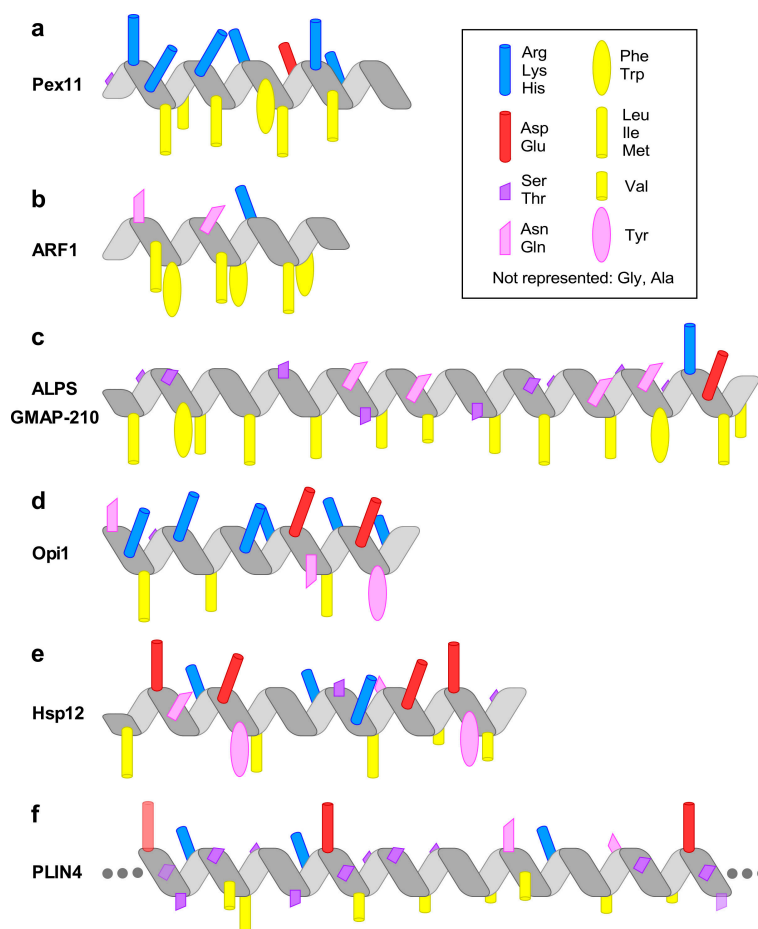 a
Pex11
Arg
Lys
His
Phe
Trp
Asp
Glu
Leu
Ile
Met
Ser
Thr
Val
Asn
Gln
Tyr
Not represented: Gly, Ala
b
ARF1
c
ALPS
GMAP-210
d
Opi1
e
Hsp12
f
PLIN4